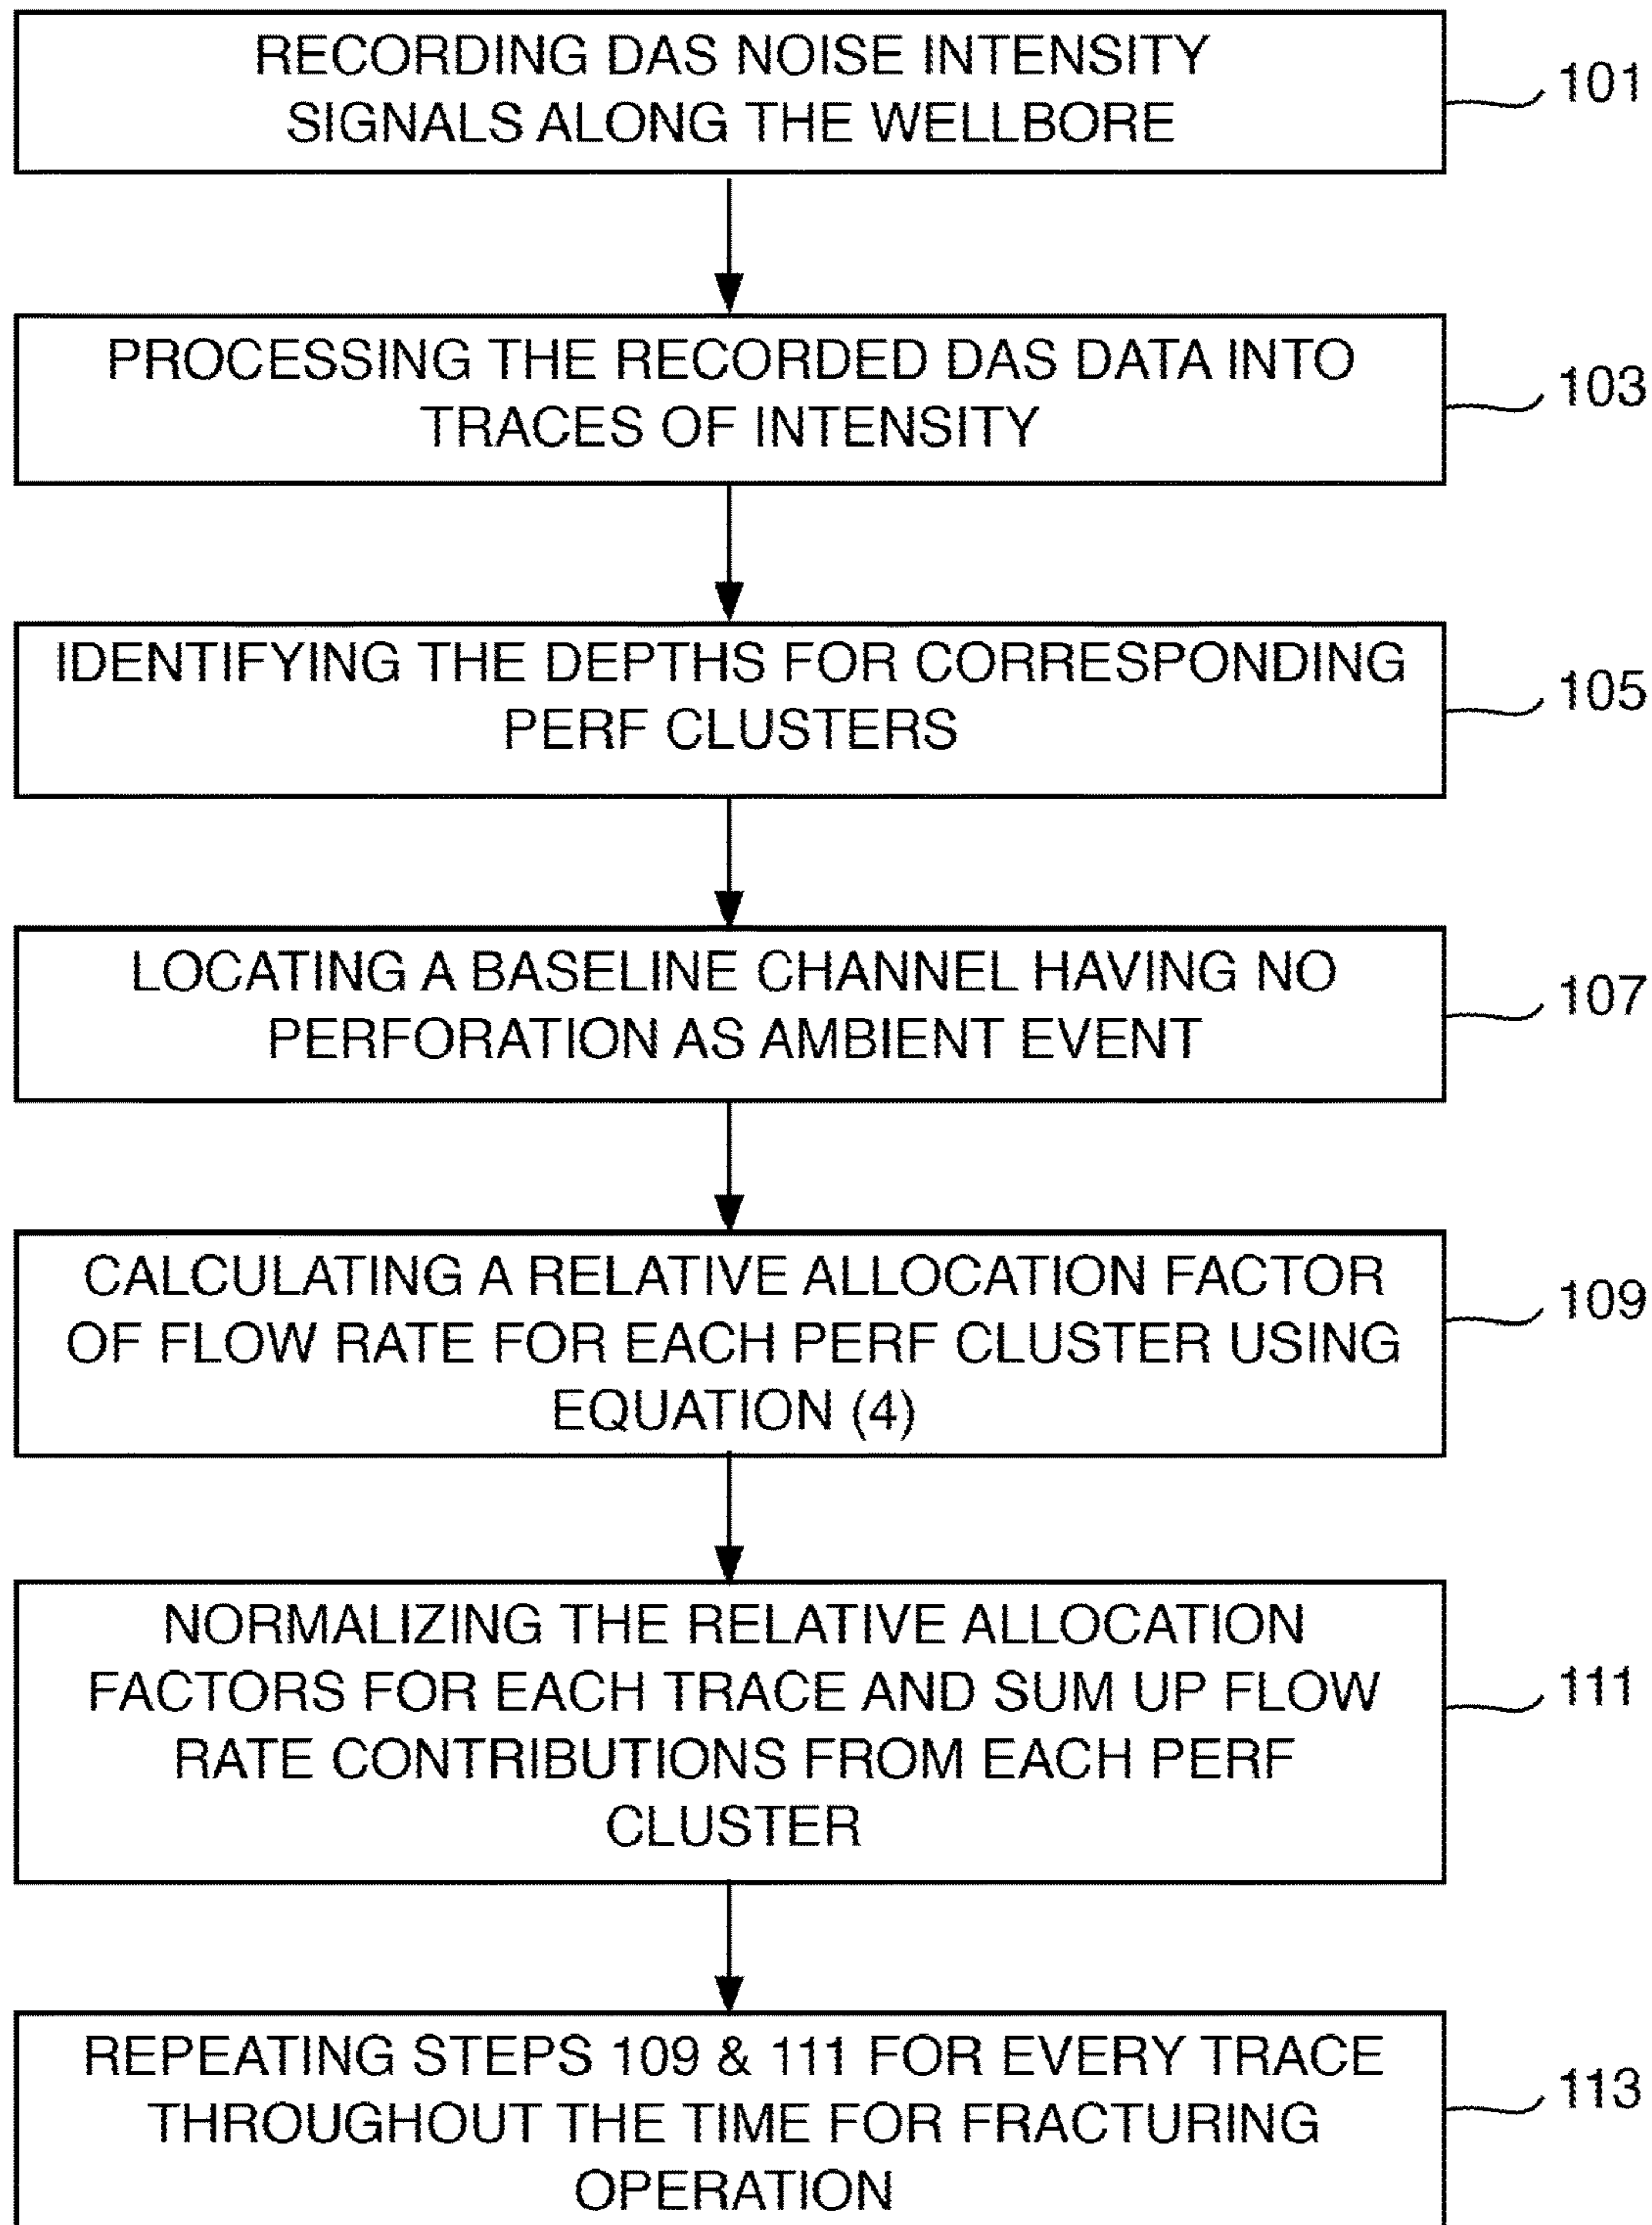 RECORDING DAS NOISE INTENSITY
SIGNALS ALONG THE WELLBORE
101
PROCESSING THE RECORDED DAS DATA INTO
TRACES OF INTENSITY
103
IDENTIFYING THE DEPTHS FOR CORRESPONDING
PERF CLUSTERS
105
LOCATING A BASELINE CHANNEL HAVING NO
PERFORATION AS AMBIENT EVENT
107
CALCULATING A RELATIVE ALLOCATION FACTOR
OF FLOW RATE FOR EACH PERF CLUSTER USING
EQUATION (4)
109
NORMALIZING THE RELATIVE ALLOCATION
FACTORS FOR EACH TRACE AND SUM UP FLOW
RATE CONTRIBUTIONS FROM EACH PERF
CLUSTER
111
REPEATING STEPS 109 & 111 FOR EVERY TRACE
THROUGHOUT THE TIME FOR FRACTURING
OPERATION
113